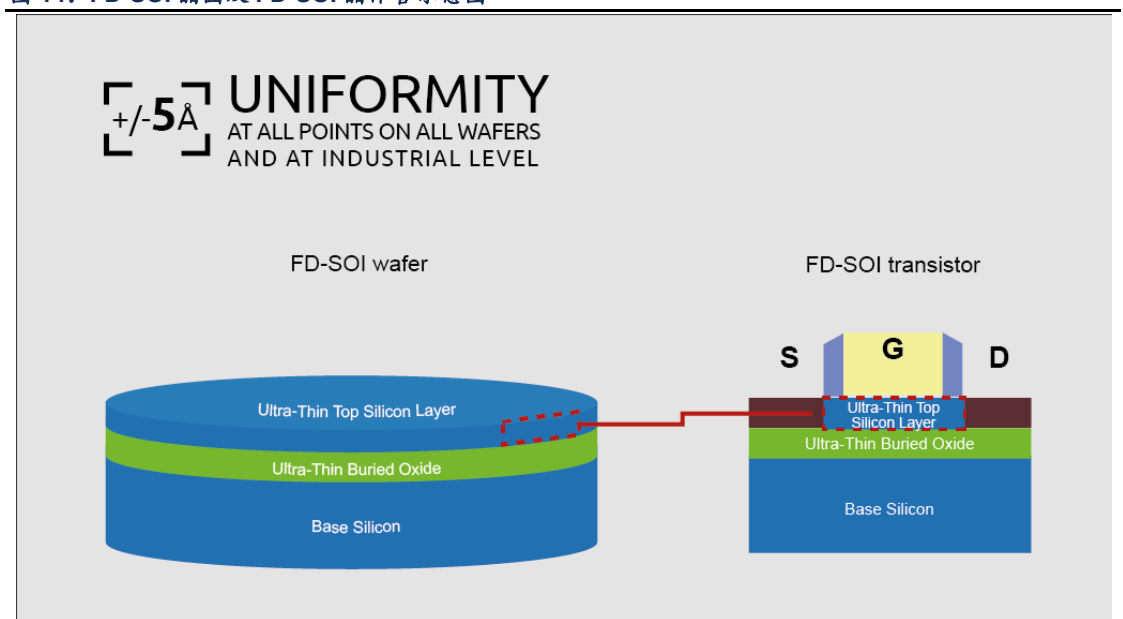 +/-5Å
UNIFORMITY
AT ALL POINTS ON ALL WAFERS
AND AT INDUSTRIAL LEVEL
FD-SOI wafer
FD-SOI transistor
S
G
D
Ultra-Thin Top Silicon Layer
Ultra-Thin Buried Oxide
Base Silicon
Ultra-Thin Top
Silicon Layer
Ultra-Thin Buried Oxide
Base Silicon